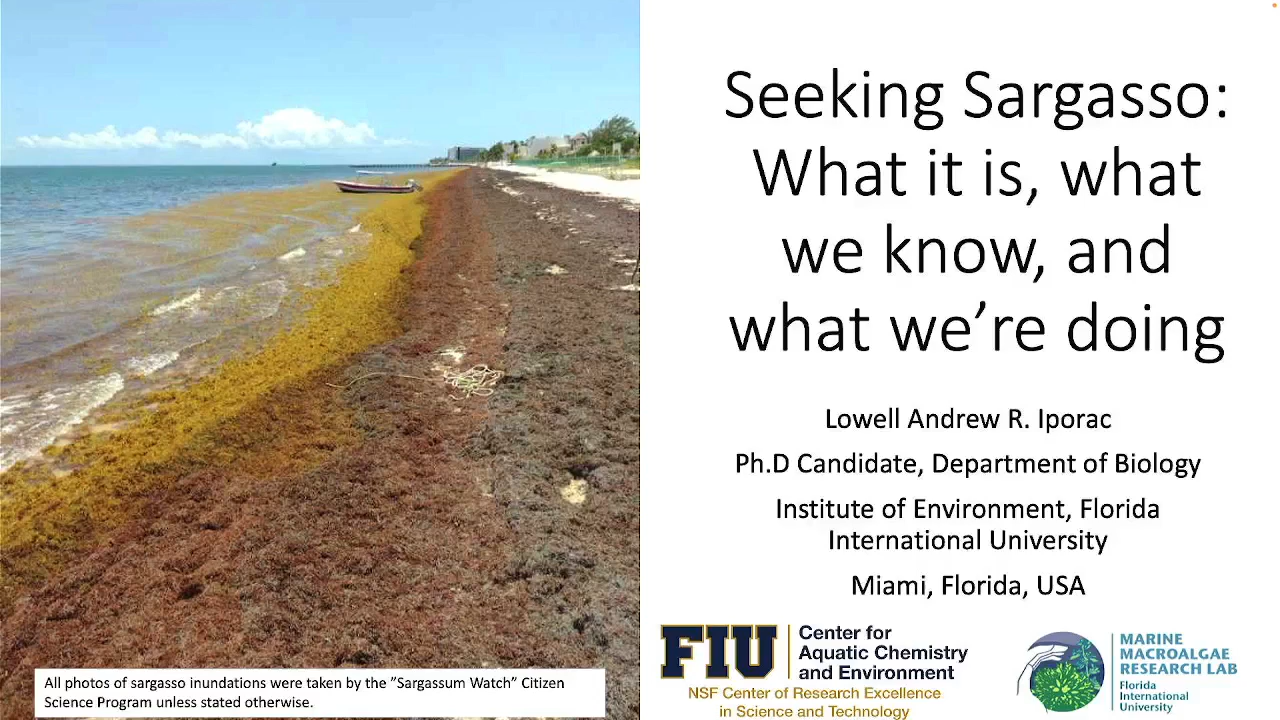 Seeking Sargasso:
What it is, what
we know, and
what we’re doing
Lowell Andrew R. Iporac
Ph.D Candidate, Department of Biology
Institute of Environment, Florida
International University
Miami, Florida, USA
FIU
Center for
Aquatic Chemistry
and Environment
NSF Center of Research Excellence
in Science and Technology
MARINE
MACROALGAE
RESEARCH LAB
Florida
International
University
All photos of sargasso inundations were taken by the ”Sargassum Watch” Citizen
Science Program unless stated otherwise.